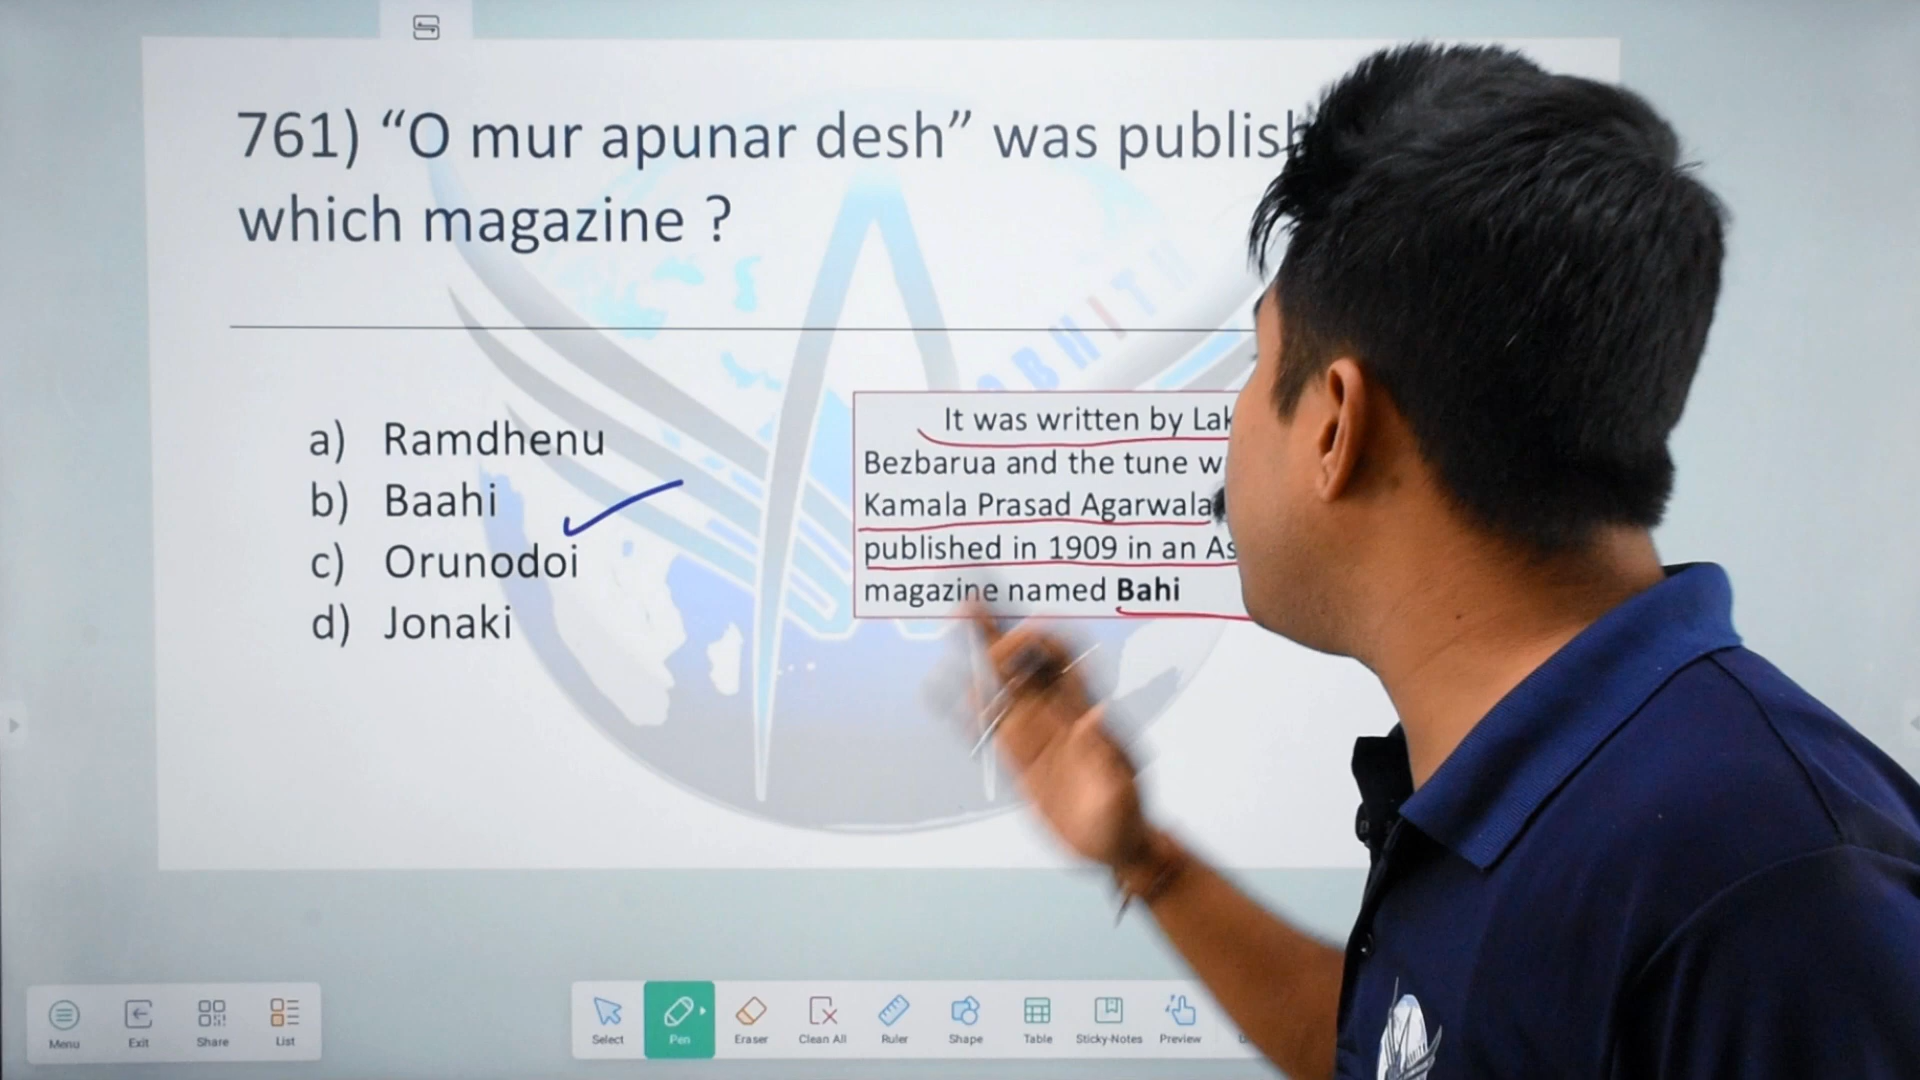 761) “O mur apunar desh” was publish
which magazine ?
a) Ramdhenu
b) Baahi
c) Orunodoi
d) Jonaki
It was written by Lak
Bezbarua and the tune w
Kamala Prasad Agarwala
published in 1909 in an As
magazine named Bahi
Menu
Exit
Share
List
Select
Pen
Eraser
Clean All
Ruler
Shape
Table
Sticky-Notes
Preview